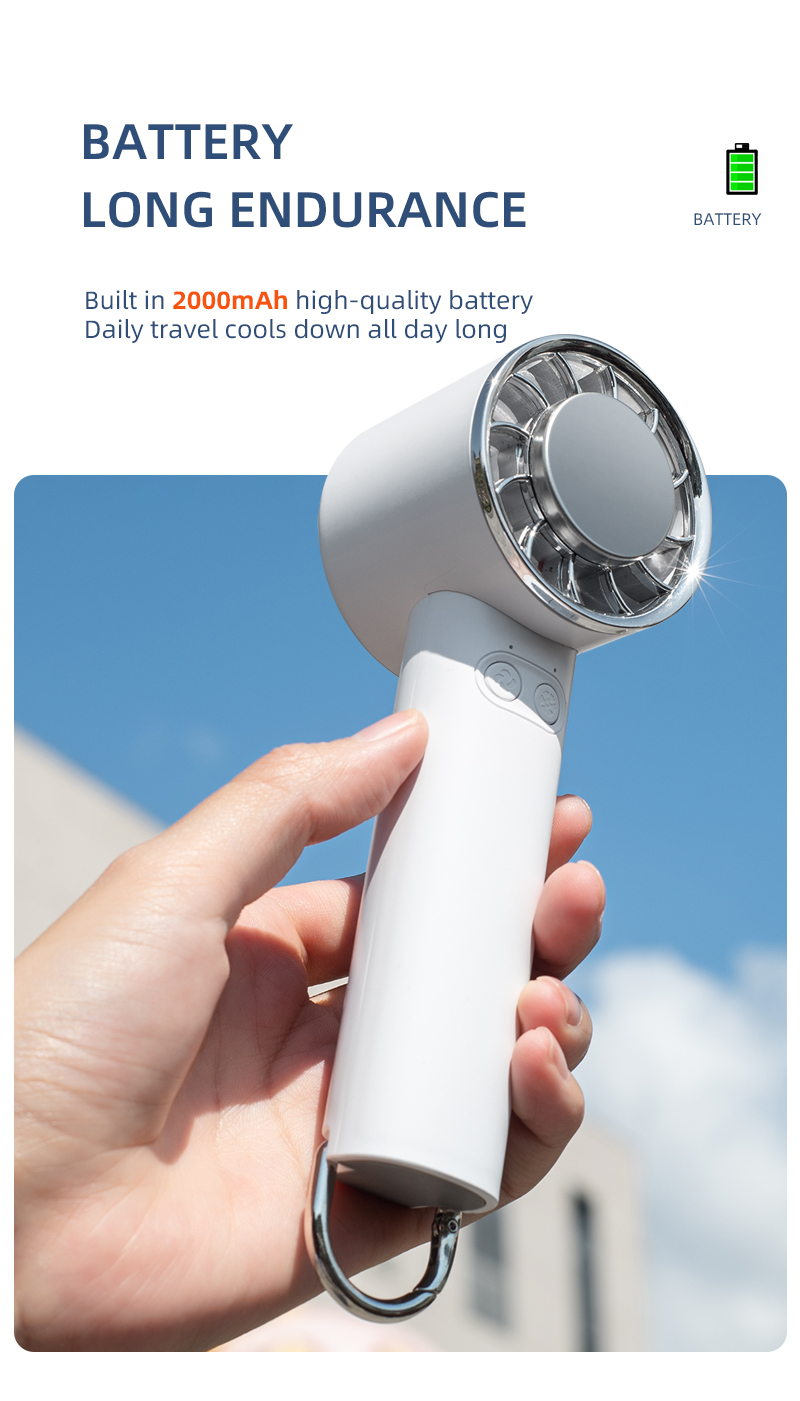 BATTERY
LONG ENDURANCE
BATTERY
Built in 2000mAh high-quality battery
Daily travel cools down all day long